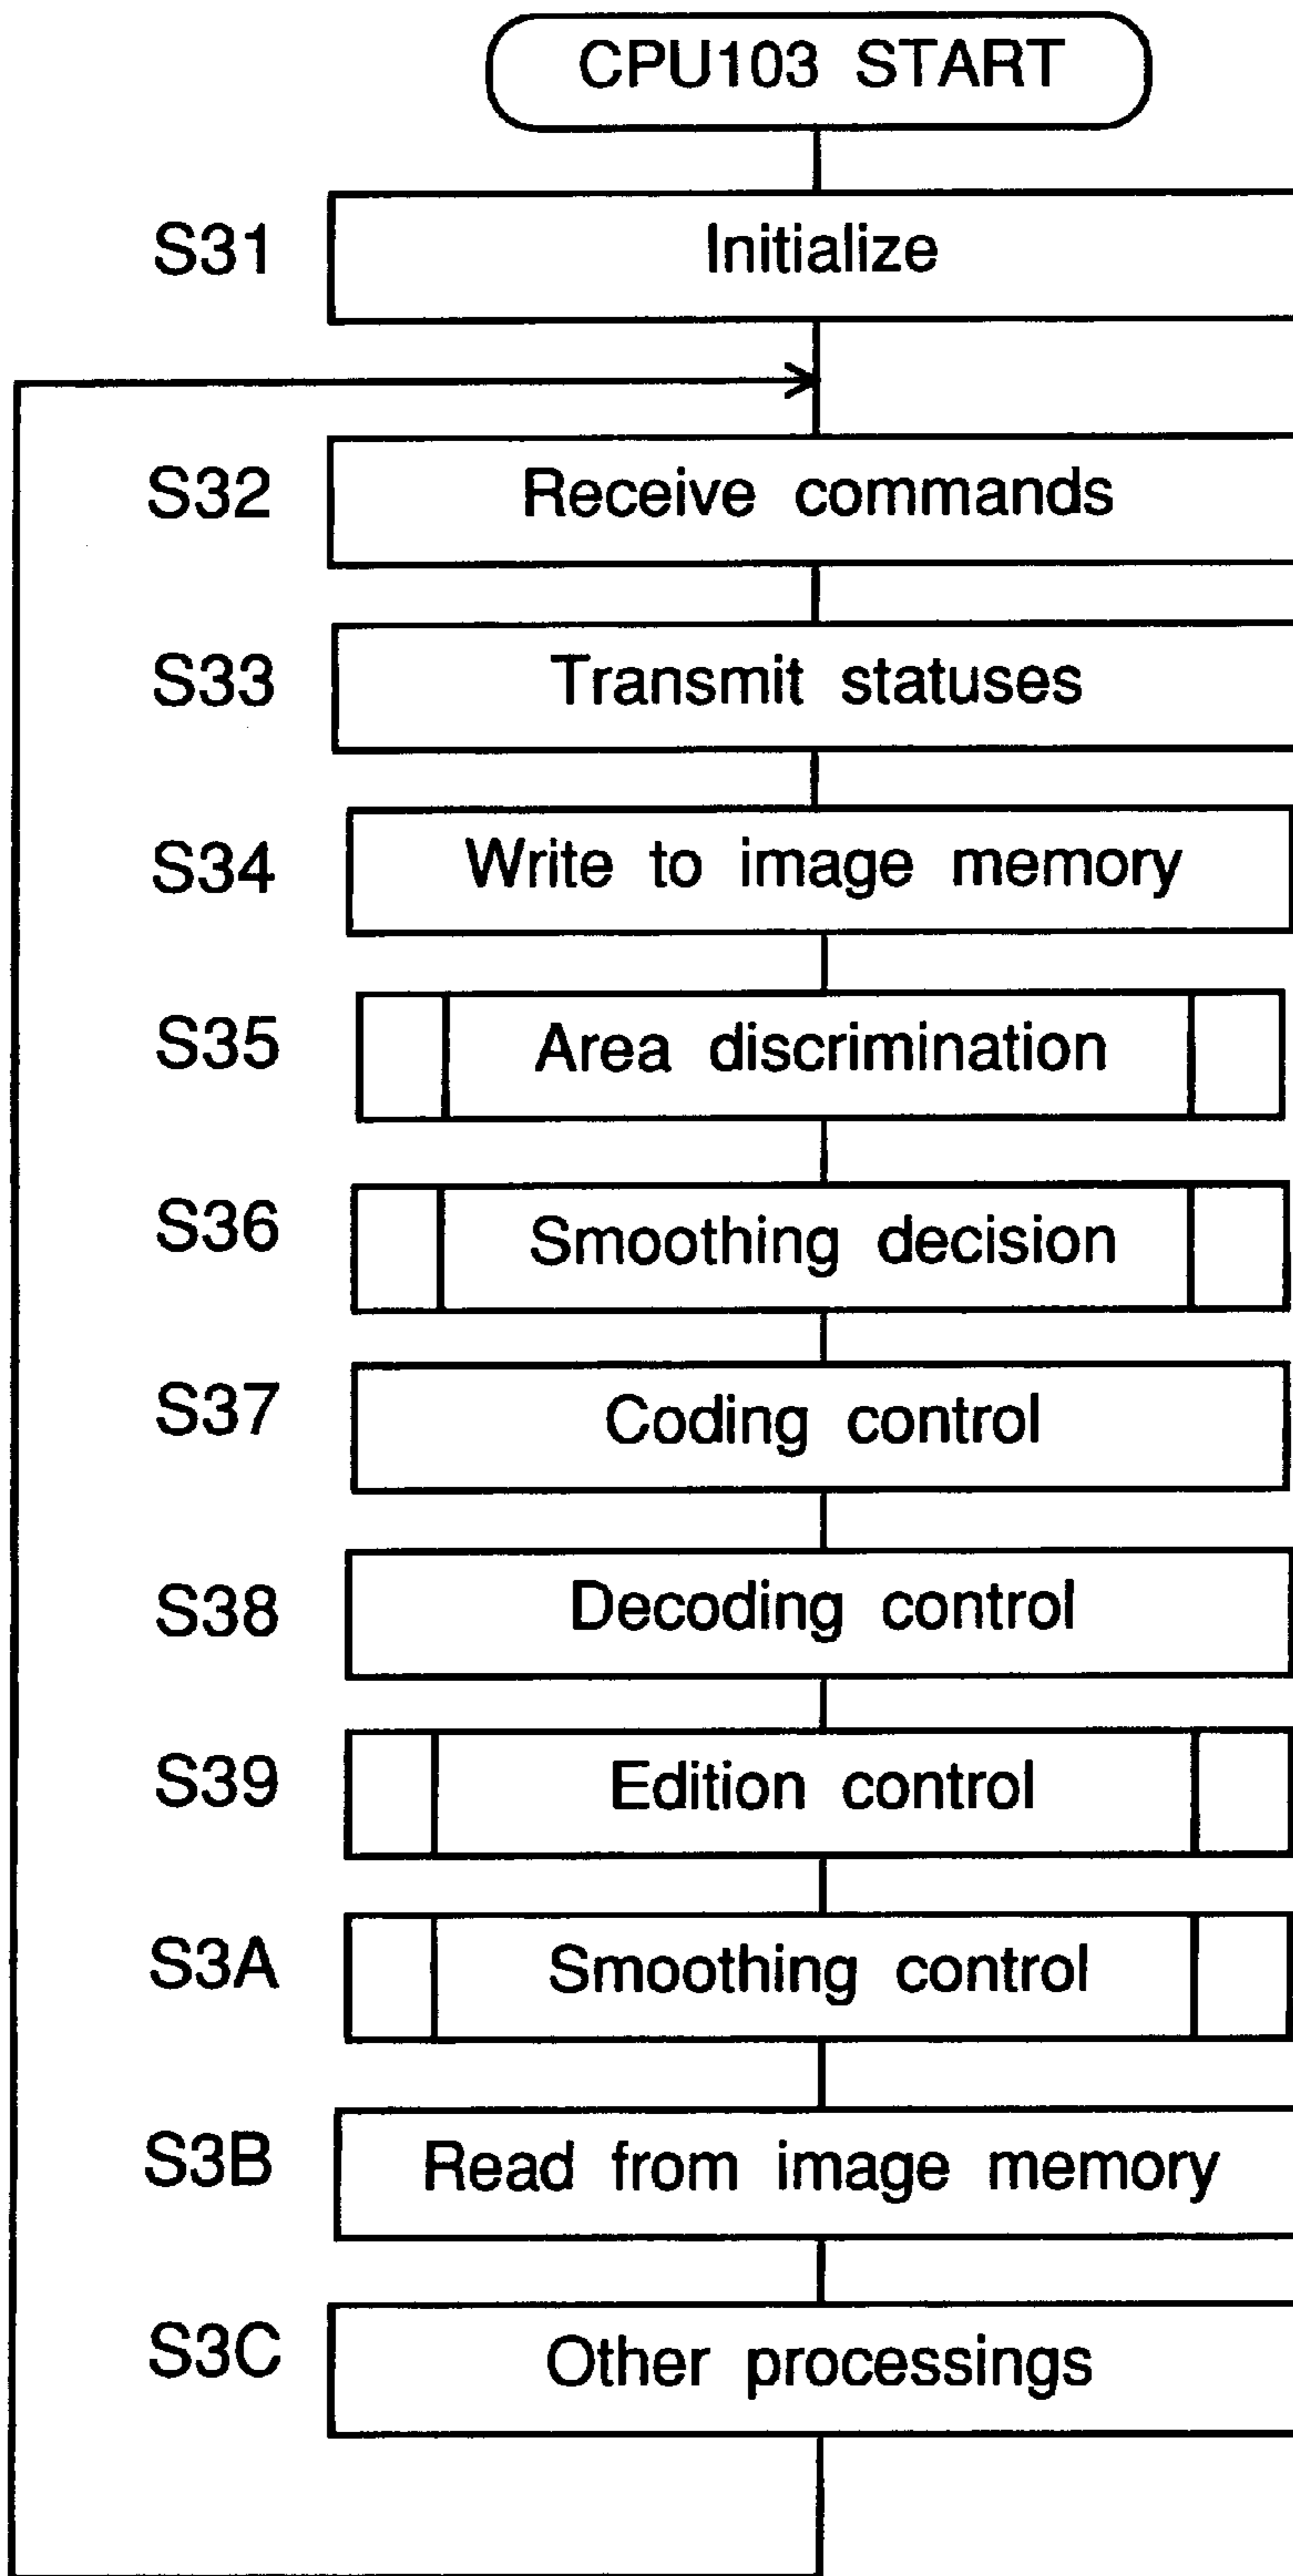 CPU103 START
S31 Initialize
S32 Receive commands
S33 Transmit statuses
S34 Write to image memory
S35 Area discrimination
S36 Smoothing decision
S37 Coding control
S38 Decoding control
S39 Edition control
S3A Smoothing control
S3B Read from image memory
S3C Other processings